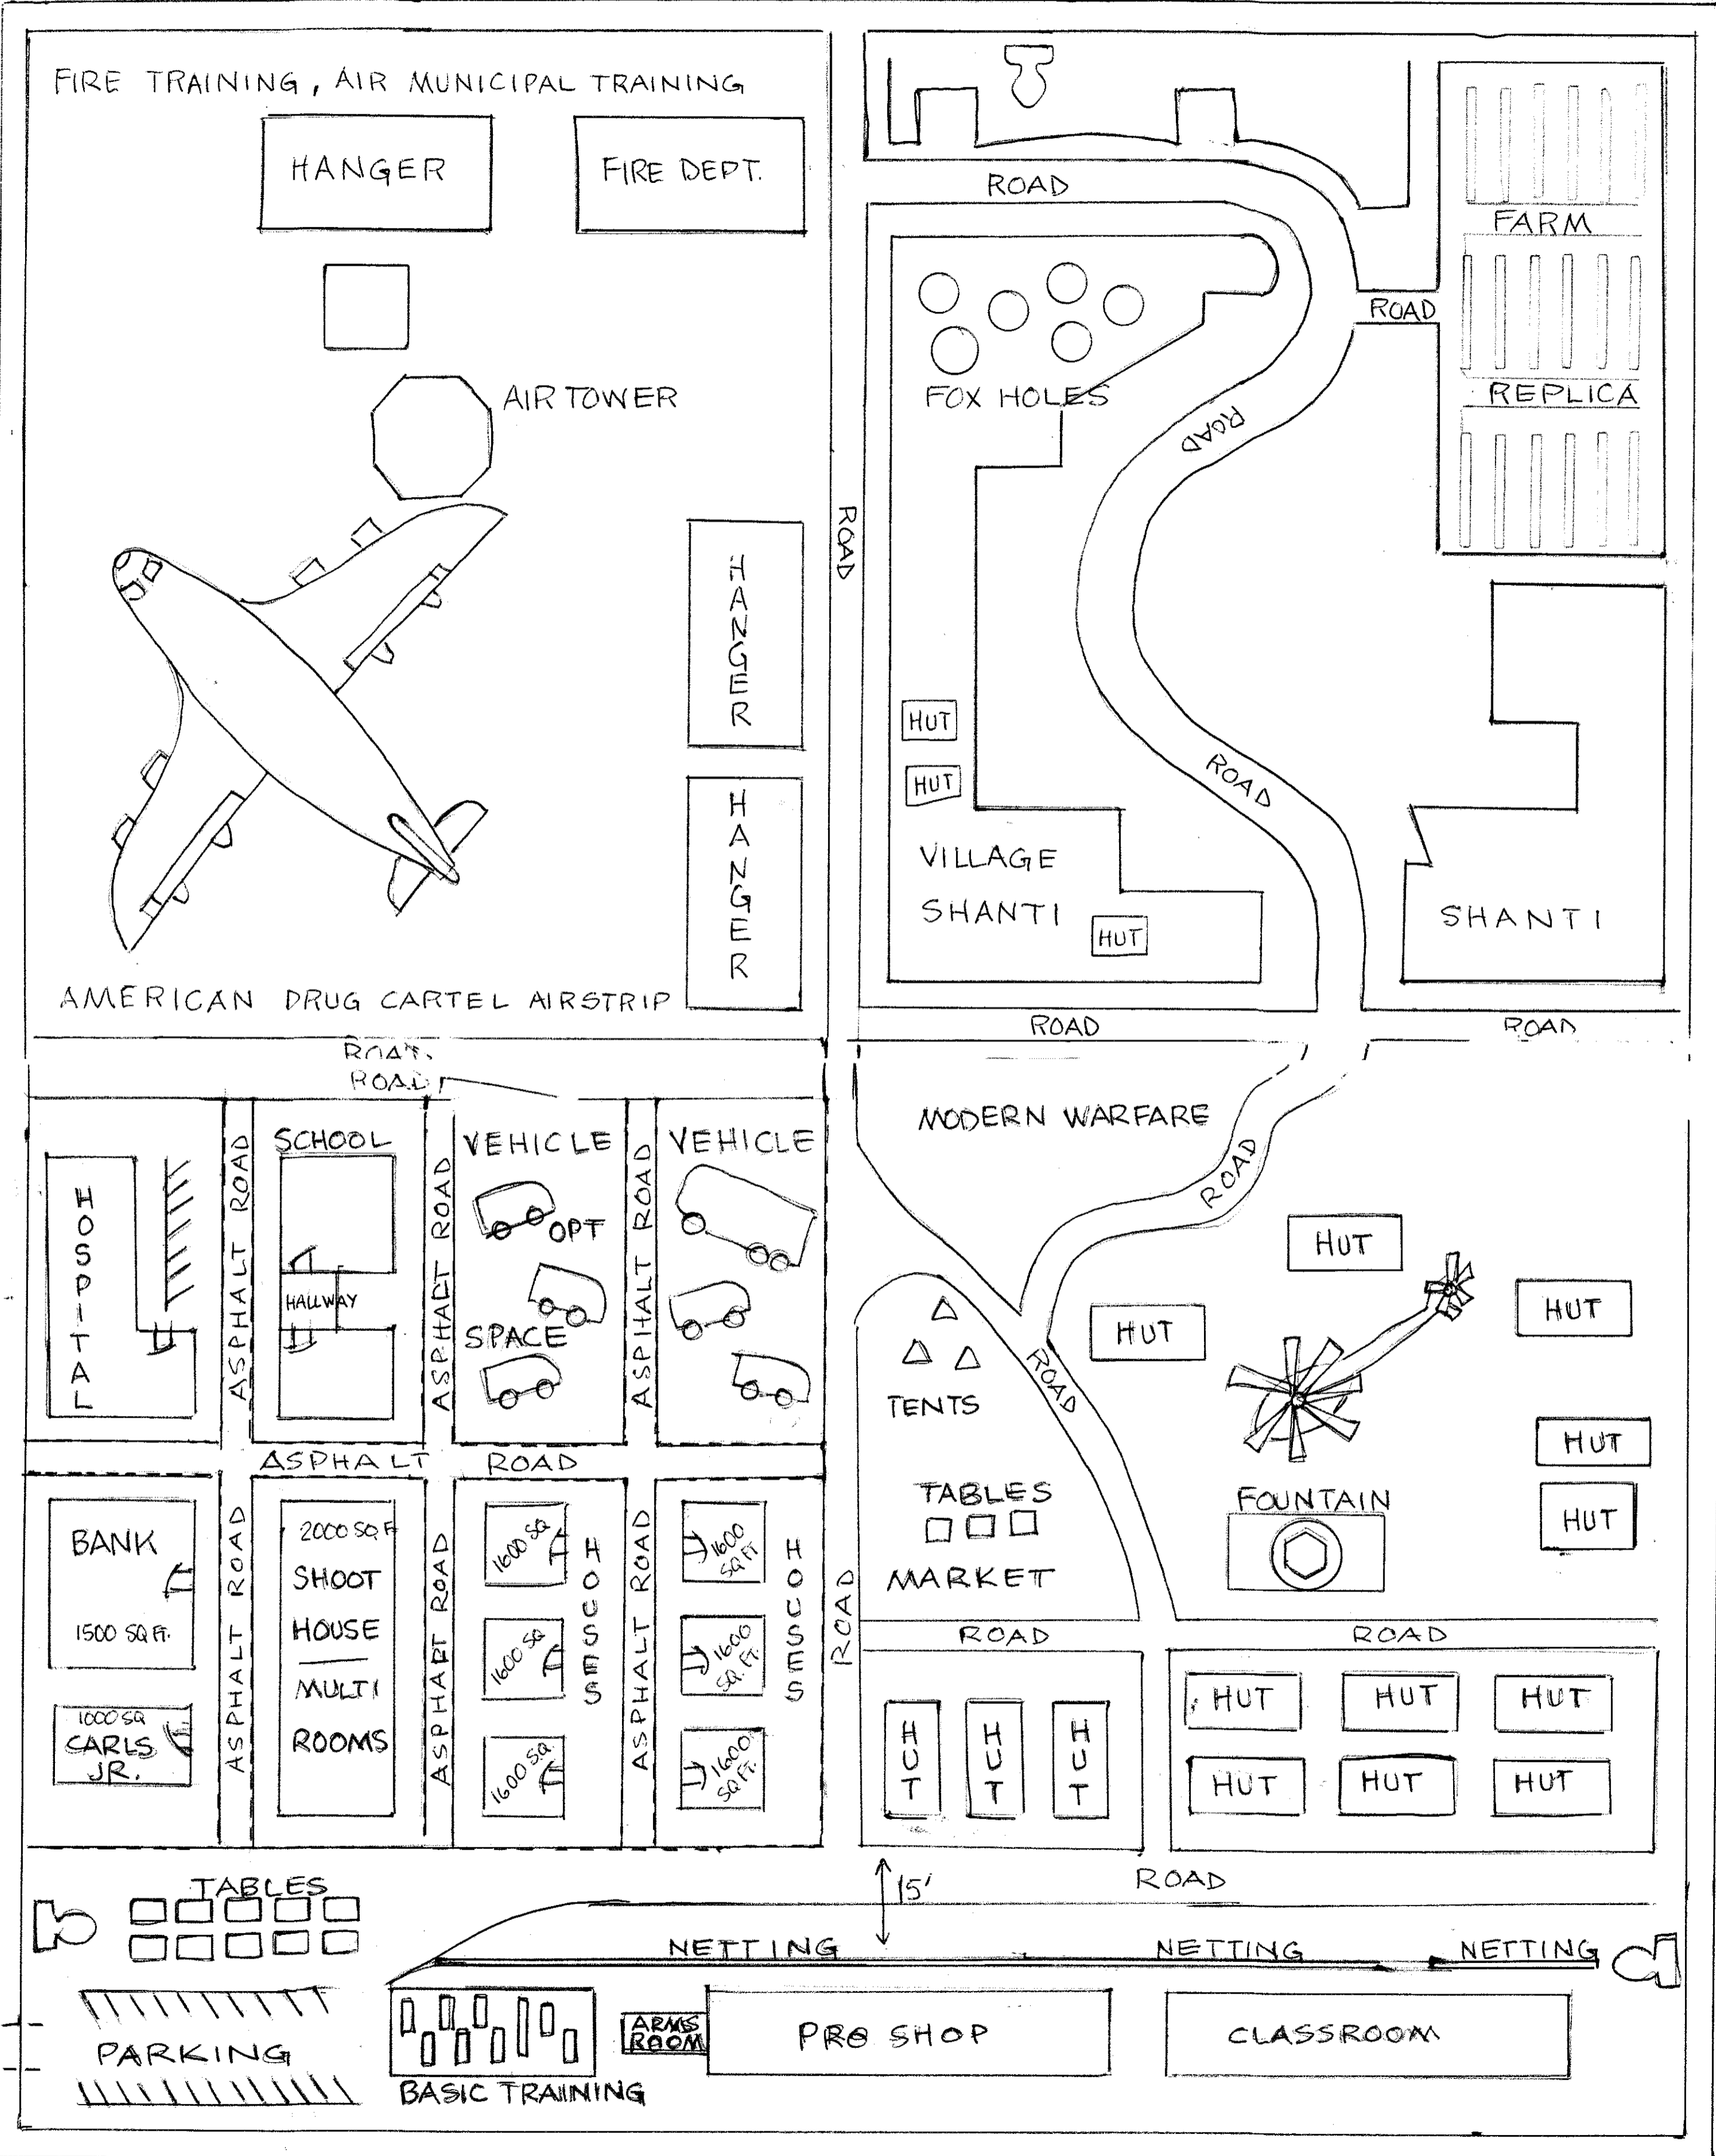 FIRE TRAINING, AIR MUNICIPAL TRAINING
HANGER
FIRE DEPT.
AIR TOWER
HANGER
HANGER
AMERICAN DRUG CARTEL AIRSTRIP
ROAD
ROAD
ROAD
FARM
REPLICA
FOX HOLES
ROAD
ROAD
HUT
HUT
VILLAGE
SHANTI
HUT
SHANTI
ROAD
ROAD
ROAD
HOSPITAL
ASPHALT ROAD
SCHOOL
HALLWAY
ASPHALT ROAD
VEHICLE
OPT
SPACE
ASPHALT ROAD
VEHICLE
ASPHALT ROAD
BANK
1500 SQ FT.
1000 SQ
CARLS
JR.
ASPHALT ROAD
2000 SQ F
SHOOT
HOUSE
MULTI
ROOMS
ASPHALT ROAD
1600 SQ
1600 SQ
1600 SQ.
HOUSES
ASPHALT ROAD
1600
SQ FT
1600
SQ. FT.
1600
SQ FT.
HOUSES
ROAD
MODERN WARFARE
ROAD
HUT
HUT
HUT
ROAD
TENTS
HUT
HUT
TABLES
MARKET
FOUNTAIN
ROAD
ROAD
HUT
HUT
HUT
HUT
HUT
HUT
HUT
HUT
HUT
ROAD
15'
TABLES
NETTING
NETTING
NETTING
PARKING
BASIC TRAINING
ARMS
ROOM
PRO SHOP
CLASSROOM